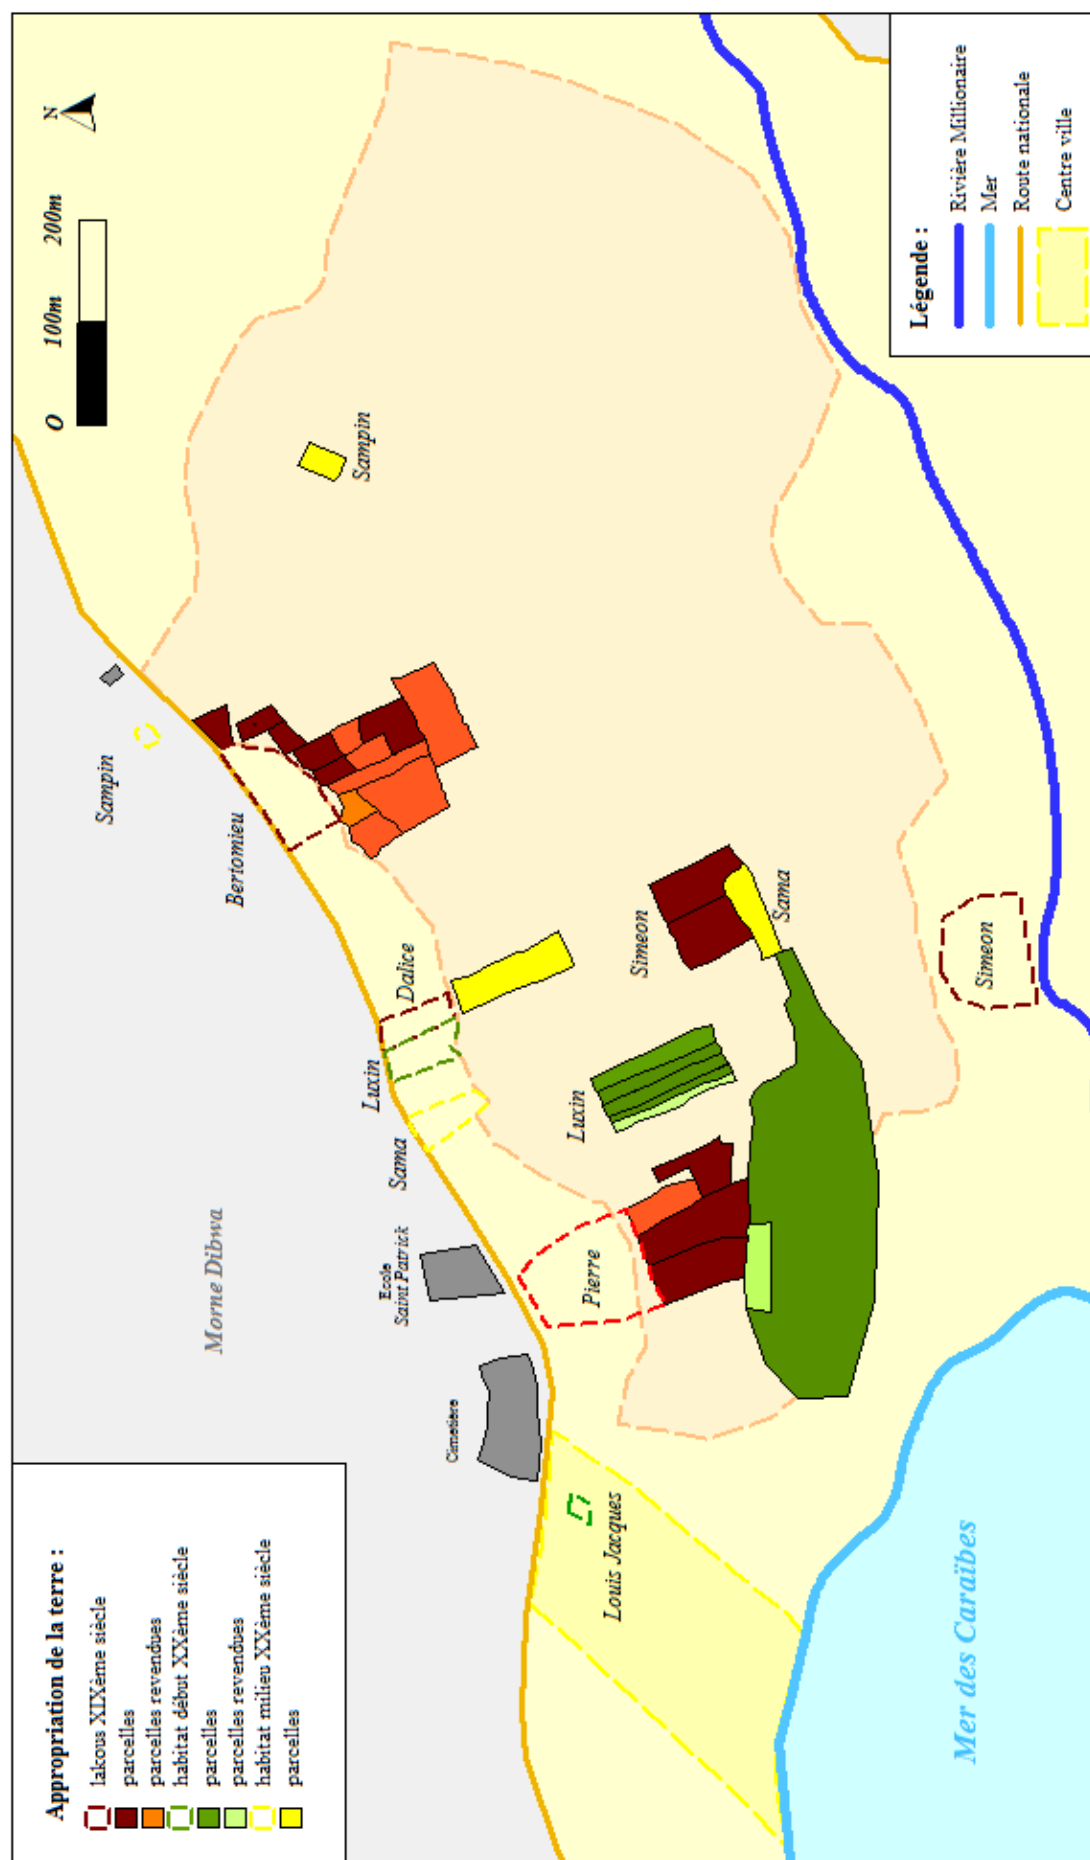 Appropriation de la terre :
lakous XIXème siècle
parcelles
parcelles revendues
habitat début XXème siècle
parcelles
parcelles revendues
habitat milieu XXème siècle
parcelles
O 100m 200m
N
Sampin
Morne Dibwa
Bertomieu
Sampin
Ecole
Saint Patrick
Cimetière
Sama
Luxin
Dalice
Pierre
Luxin
Simeon
Sama
Louis Jacques
Simeon
Mer des Caraïbes
Légende :
Rivière Millionaire
Mer
Route nationale
Centre ville